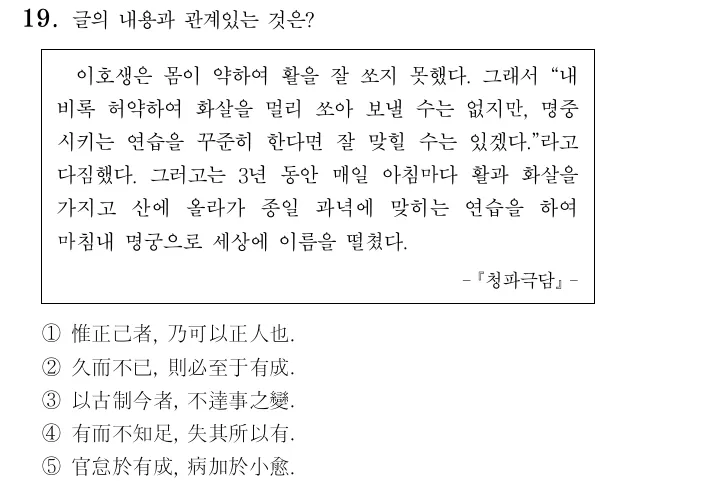 19. 글의 내용과 관계있는 것은?
이호생은 몸이 약하여 활을 잘 쏘지 못했다. 그래서 “내
비록 허약하여 화살을 멀리 쏘아 보낼 수는 없지만, 명중
시키는 연습을 꾸준히 한다면 잘 맞힐 수는 있겠다.”라고
다짐했다. 그러고는 3년 동안 매일 아침마다 활과 화살을
가지고 산에 올라가 종일 과녁에 맞히는 연습을 하여
마침내 명궁으로 세상에 이름을 떨쳤다.
-『청파극담』-
① 惟正己者, 乃可以正人也.
② 久而不已, 則必至于有成.
③ 以古制今者, 不達事之變.
④ 有而不知足, 失其所以有.
⑤ 官怠於有成, 病加於小愈.